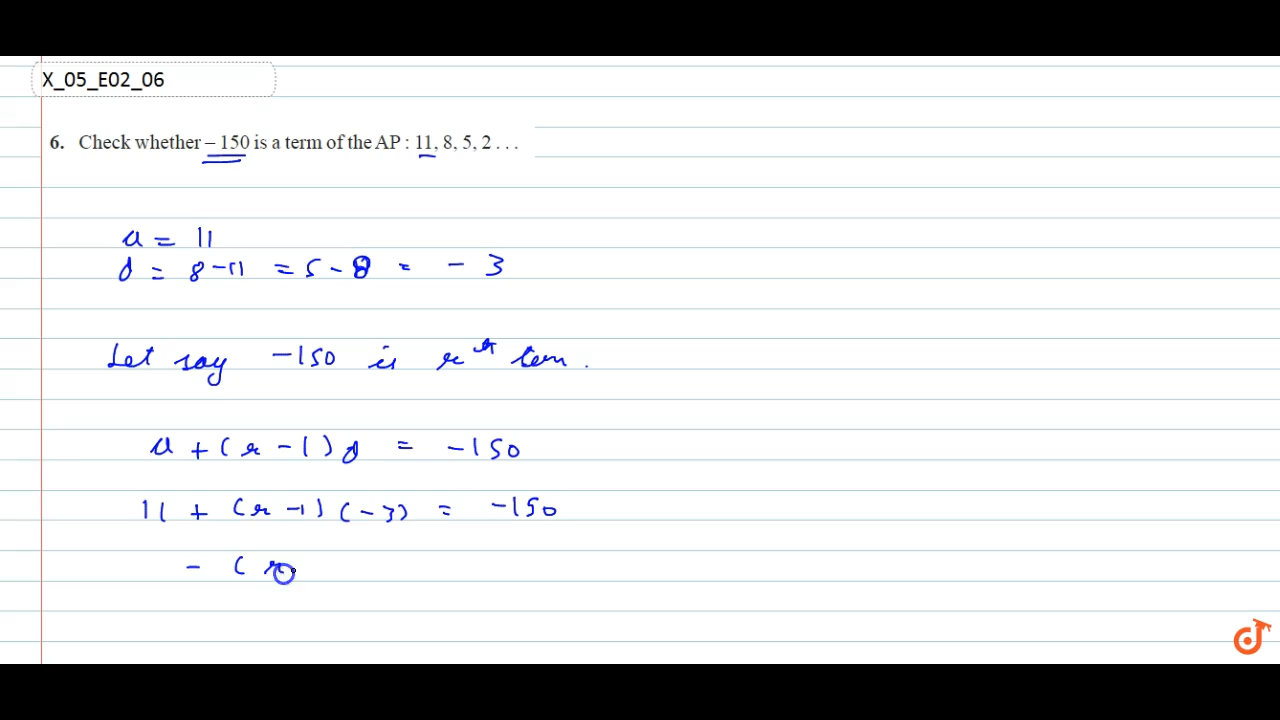 X_05_E02_06
6. Check whether – 150 is a term of the AP : 11, 8, 5, 2 . . .
a = 11
d = 8 - 11 = 5 - 8 = - 3
Let say -150 is r th term.
a + (r - 1) d = -150
11 + (r - 1) (-3) = -150
- (r